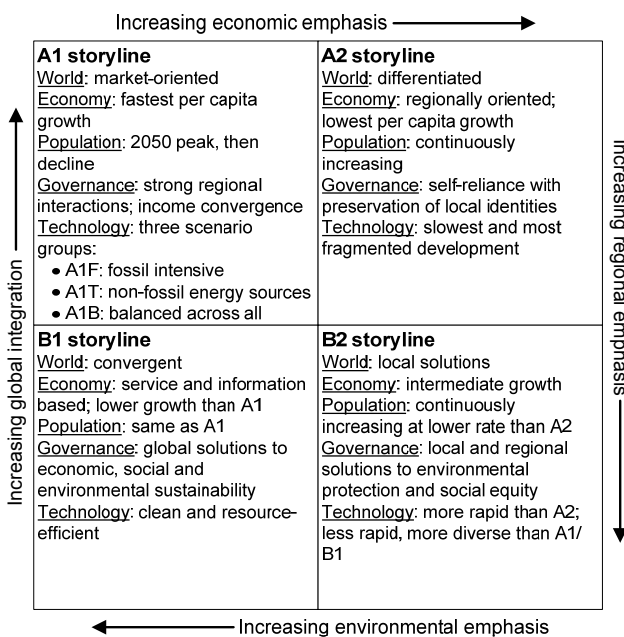 Increasing economic emphasis
A1 storyline
World: market-oriented
Economy: fastest per capita
growth
Population: 2050 peak, then
decline
Governance: strong regional
interactions; income convergence
Technology: three scenario
groups:
• A1F: fossil intensive
• A1T: non-fossil energy sources
• A1B: balanced across all
A2 storyline
World: differentiated
Economy: regionally oriented;
lowest per capita growth
Population: continuously
increasing
Governance: self-reliance with
preservation of local identities
Technology: slowest and most
fragmented development
B1 storyline
World: convergent
Economy: service and information
based; lower growth than A1
Population: same as A1
Governance: global solutions to
economic, social and
environmental sustainability
Technology: clean and resource-
efficient
B2 storyline
World: local solutions
Economy: intermediate growth
Population: continuously
increasing at lower rate than A2
Governance: local and regional
solutions to environmental
protection and social equity
Technology: more rapid than A2;
less rapid, more diverse than A1/
B1
Increasing global integration
Increasing regional emphasis
Increasing environmental emphasis